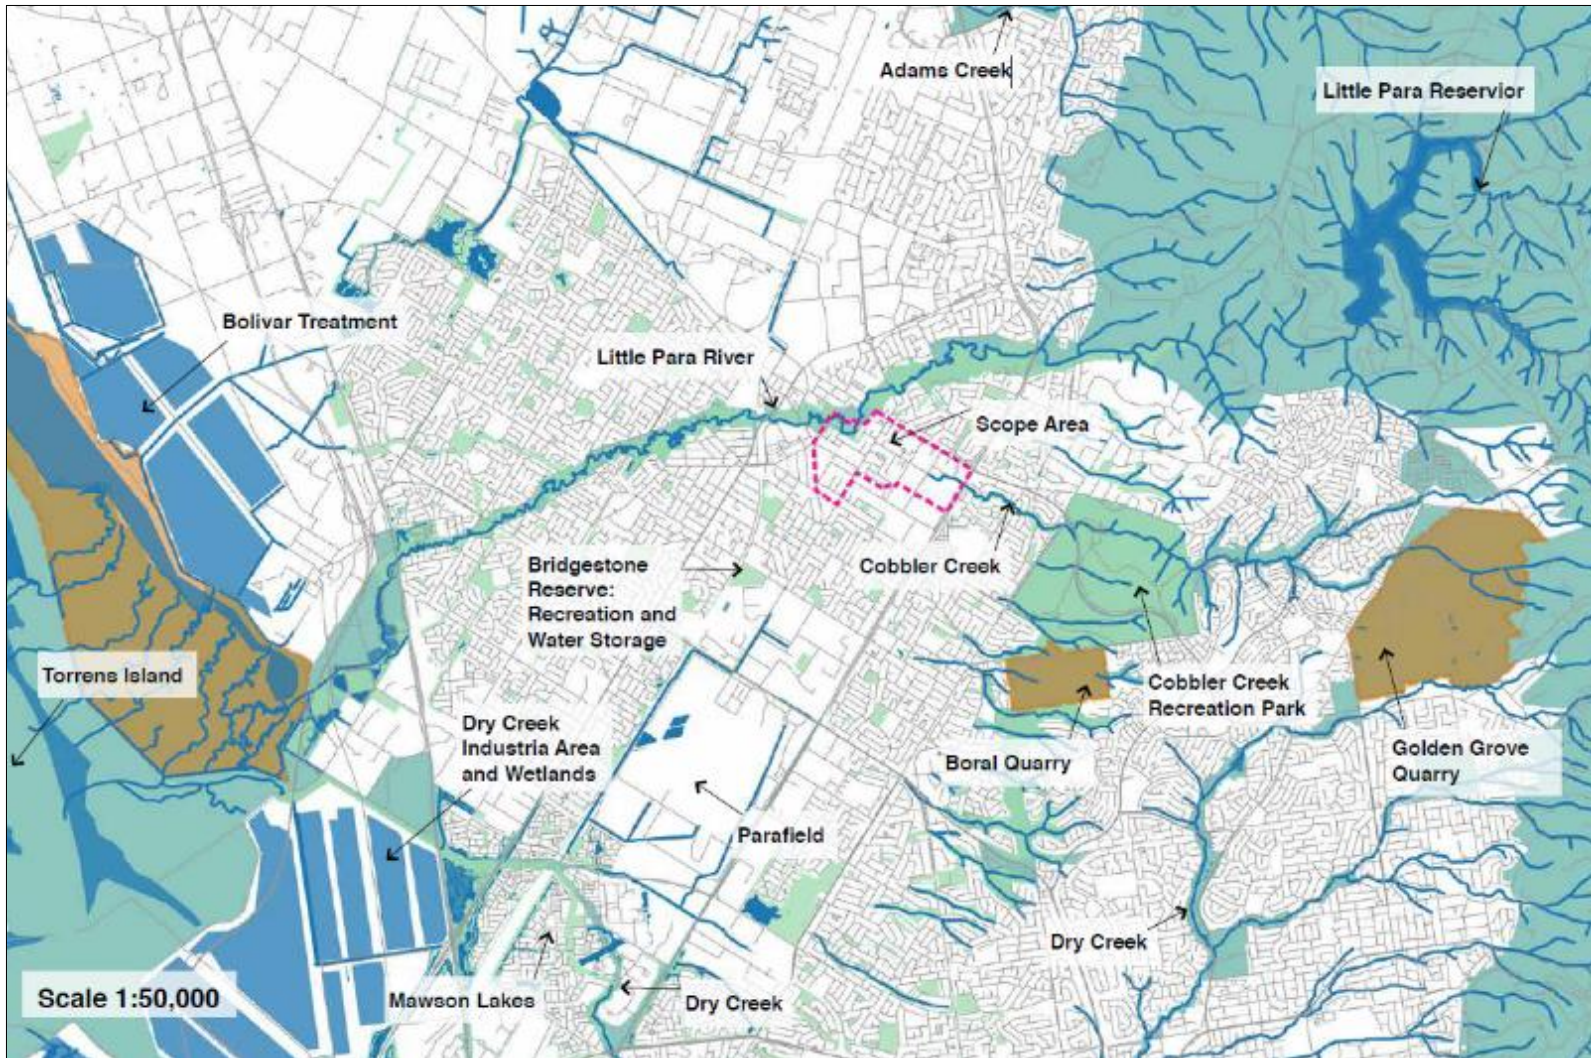 Adams Creek
Little Para Reservior
Bolivar Treatment
Little Para River
Scope Area
Bridgestone
Reserve:
Recreation and
Water Storage
Cobbler Creek
Torrens Island
Cobbler Creek
Recreation Park
Dry Creek
Industria Area
and Wetlands
Boral Quarry
Golden Grove
Quarry
Parafield
Dry Creek
Scale 1:50,000
Mawson Lakes
Dry Creek